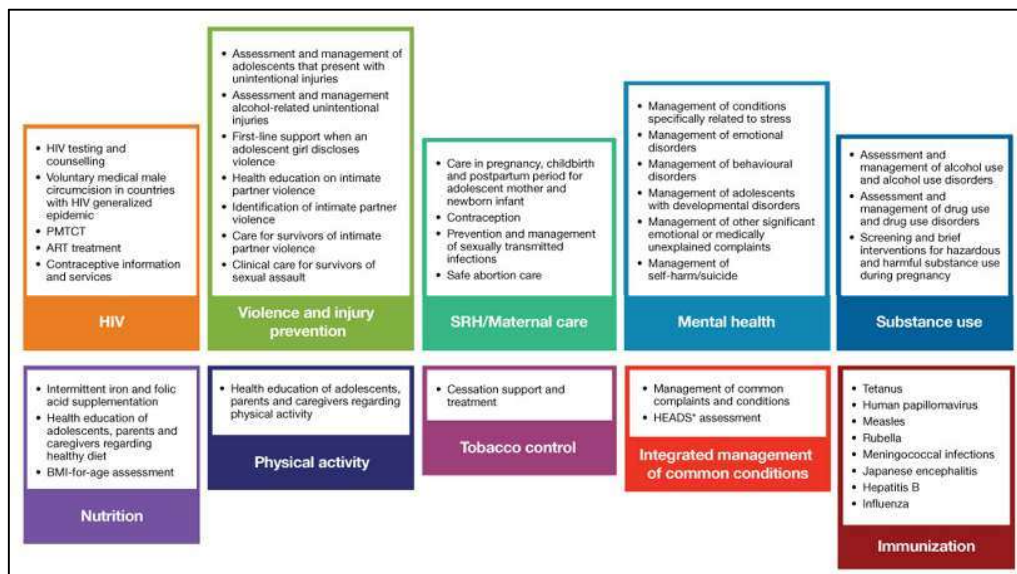 • HIV testing and
counselling
• Voluntary medical male
circumcision in countries
with HIV generalized
epidemic
• PMTCT
• ART treatment
• Contraceptive information
and services
HIV
• Assessment and management of
adolescents that present with
unintentional injuries
• Assessment and management
alcohol-related unintentional
injuries
• First-line support when an
adolescent girl discloses
violence
• Health education on intimate
partner violence
• Identification of intimate partner
violence
• Care for survivors of intimate
partner violence
• Clinical care for survivors of
sexual assault
Violence and injury
prevention
• Care in pregnancy, childbirth
and postpartum period for
adolescent mother and
newborn infant
• Contraception
• Prevention and management
of sexually transmitted
infections
• Safe abortion care
SRH/Maternal care
• Management of conditions
specifically related to stress
• Management of emotional
disorders
• Management of behavioural
disorders
• Management of adolescents
with developmental disorders
• Management of other significant
emotional or medically
unexplained complaints
• Management of
self-harm/suicide
Mental health
• Assessment and
management of alcohol use
and alcohol use disorders
• Assessment and
management of drug use
and drug use disorders
• Screening and brief
interventions for hazardous
and harmful substance use
during pregnancy
Substance use
• Intermittent iron and folic
acid supplementation
• Health education of
adolescents, parents and
caregivers regarding
healthy diet
• BMI-for-age assessment
Nutrition
• Health education of adolescents,
parents and caregivers regarding
physical activity
Physical activity
• Cessation support and
treatment
Tobacco control
• Management of common
complaints and conditions
• HEADS* assessment
Integrated management
of common conditions
• Tetanus
• Human papillomavirus
• Measles
• Rubella
• Meningococcal infections
• Japanese encephalitis
• Hepatitis B
• Influenza
Immunization